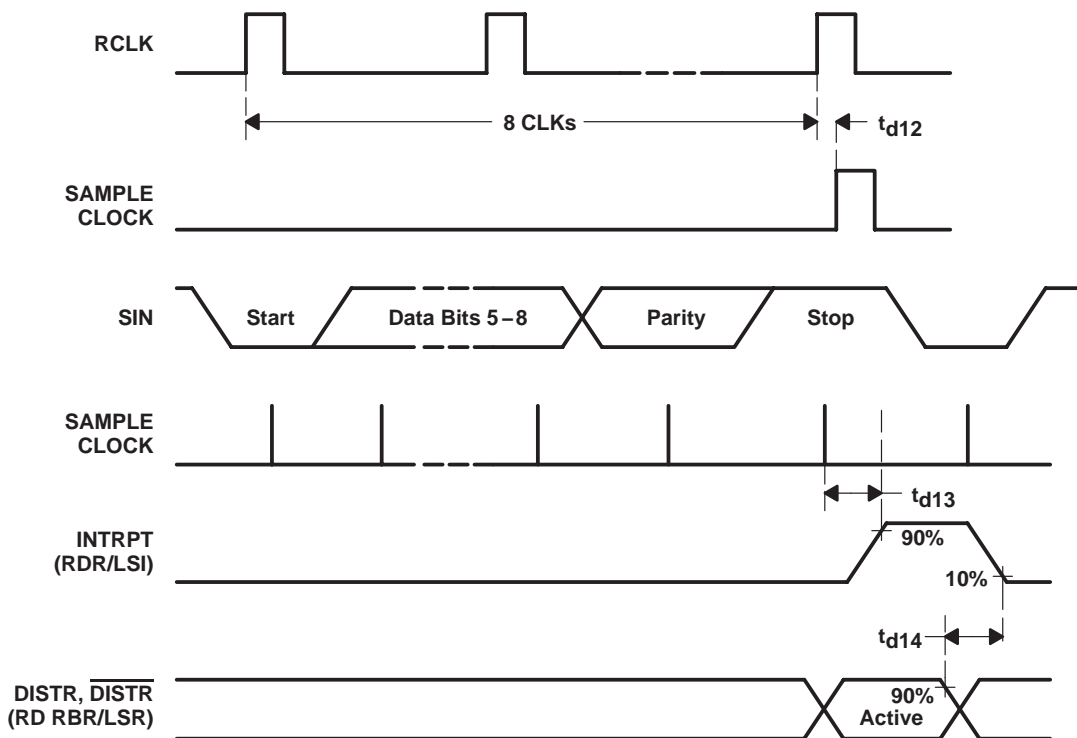 RCLK
8 CLKs
td12
SAMPLE
CLOCK
SIN
Start
Data Bits 5–8
Parity
Stop
SAMPLE
CLOCK
td13
INTRPT
(RDR/LSI)
90%
10%
td14
DISTR, DISTR
(RD RBR/LSR)
90%
Active